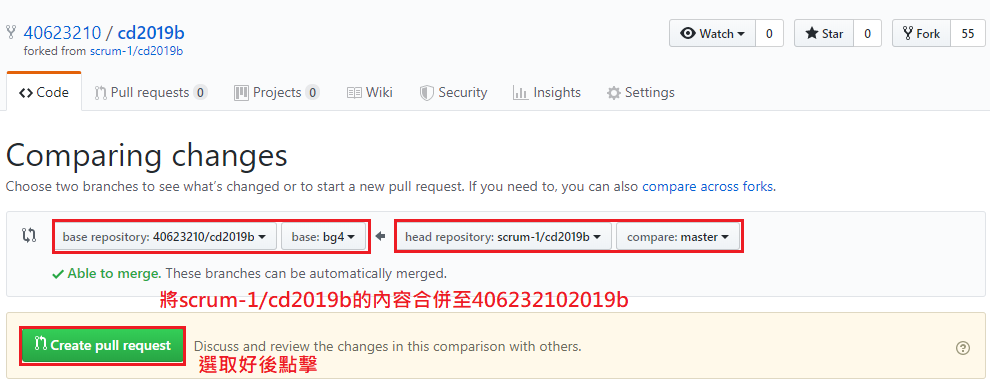 40623210 / cd2019b
Watch 0 Star 0 Fork 55
forked from scrum-1/cd2019b
Code Pull requests 0 Projects 0 Wiki Security Insights Settings
Comparing changes
Choose two branches to see what's changed or to start a new pull request. If you need to, you can also compare across forks.
base repository: 40623210/cd2019b base: bg4 head repository: scrum-1/cd2019b compare: master
Able to merge. These branches can be automatically merged.
將scrum-1/cd2019b的內容合併至406232102019b
Create pull request Discuss and review the changes in this comparison with others.
選取好後點擊